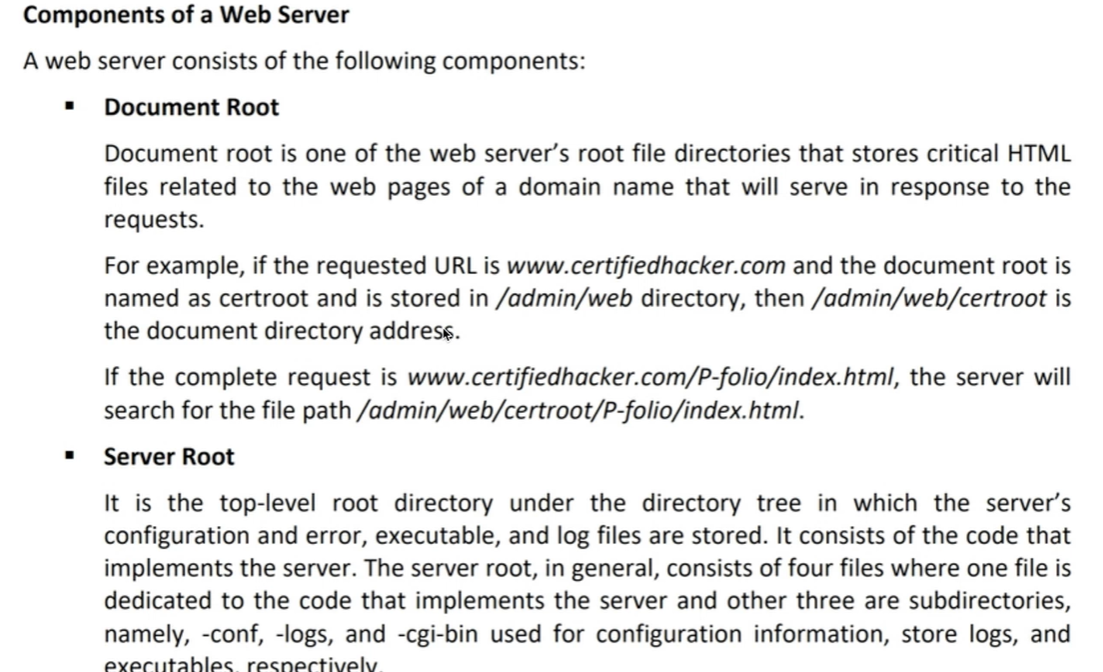 Components of a Web Server
A web server consists of the following components:
▪ Document Root
Document root is one of the web server's root file directories that stores critical HTML
files related to the web pages of a domain name that will serve in response to the
requests.
For example, if the requested URL is www.certifiedhacker.com and the document root is
named as certroot and is stored in /admin/web directory, then /admin/web/certroot is
the document directory address.
If the complete request is www.certifiedhacker.com/P-folio/index.html, the server will
search for the file path /admin/web/certroot/P-folio/index.html.
▪ Server Root
It is the top-level root directory under the directory tree in which the server's
configuration and error, executable, and log files are stored. It consists of the code that
implements the server. The server root, in general, consists of four files where one file is
dedicated to the code that implements the server and other three are subdirectories,
namely, -conf, -logs, and -cgi-bin used for configuration information, store logs, and
executables, respectively.